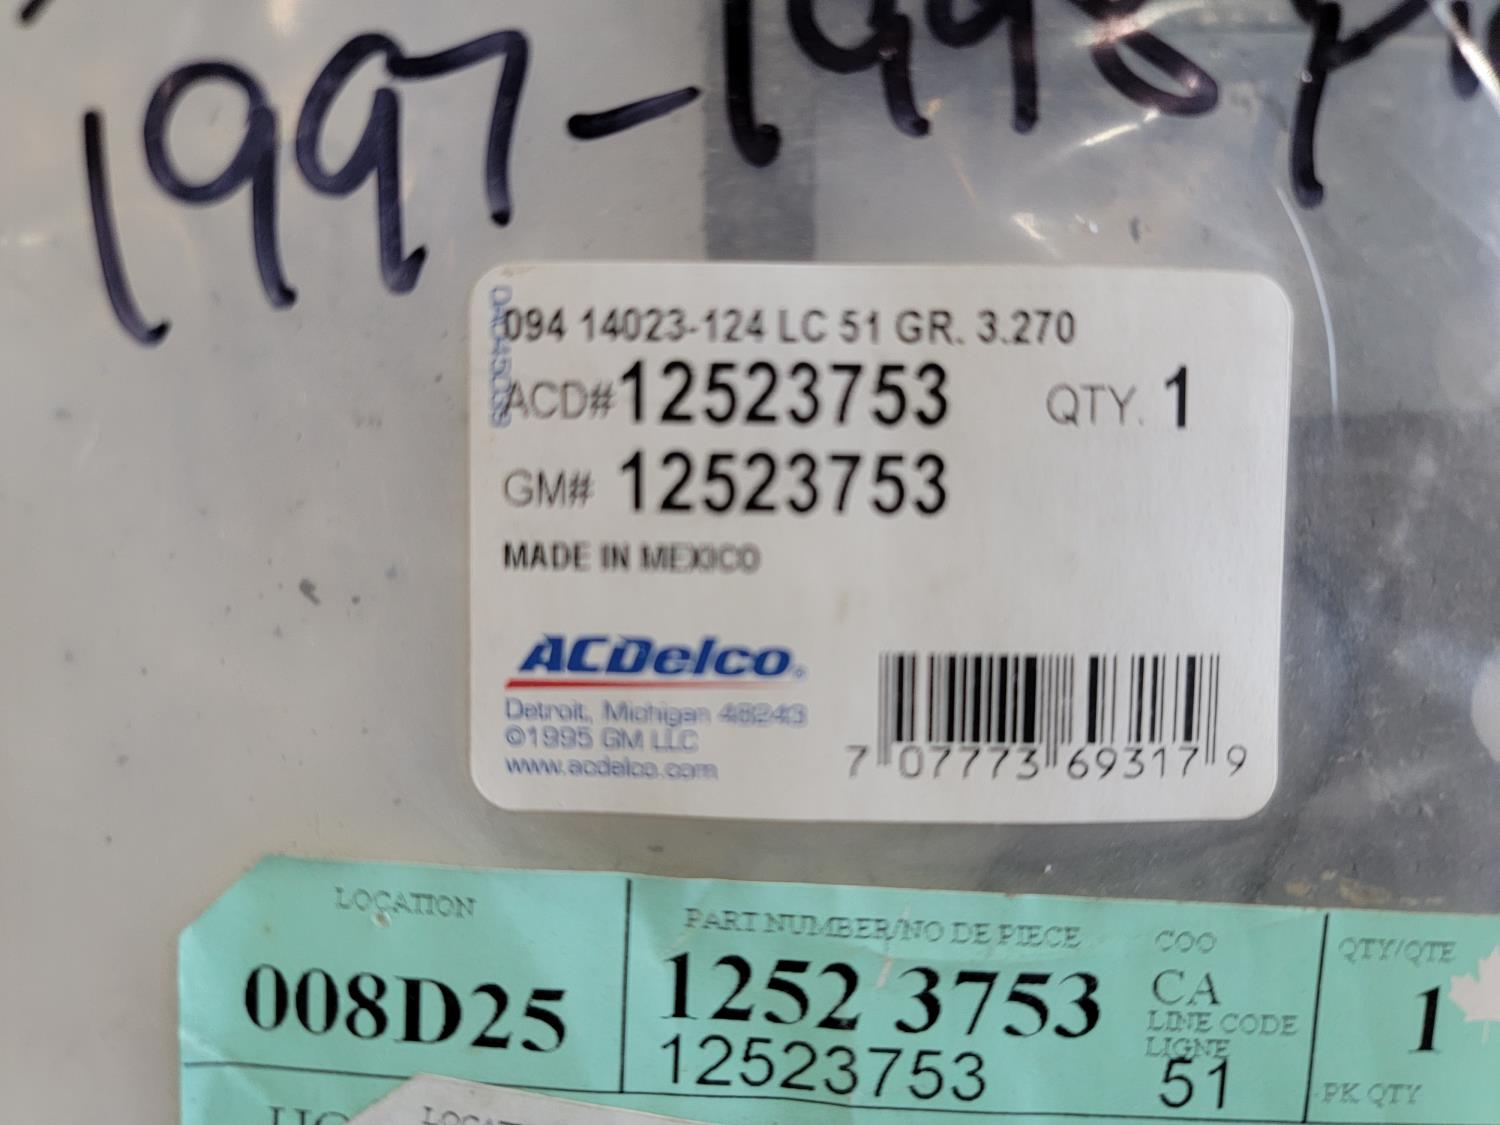 1997-1998
094 14023-124 LC 51 GR. 3.270
ACD# 12523753 QTY. 1
GM# 12523753
MADE IN MEXICO
ACDelco
Detroit, Michigan 48243
©1995 GM LLC
www.acdelco.com
7 07773 69317 9
LOCATION
008D25
PART NUMBER/NO DE PIECE
1252 3753
12523753
COO
CA
LINE CODE
LIGNE
51
QTY/QTE
1
PK QTY